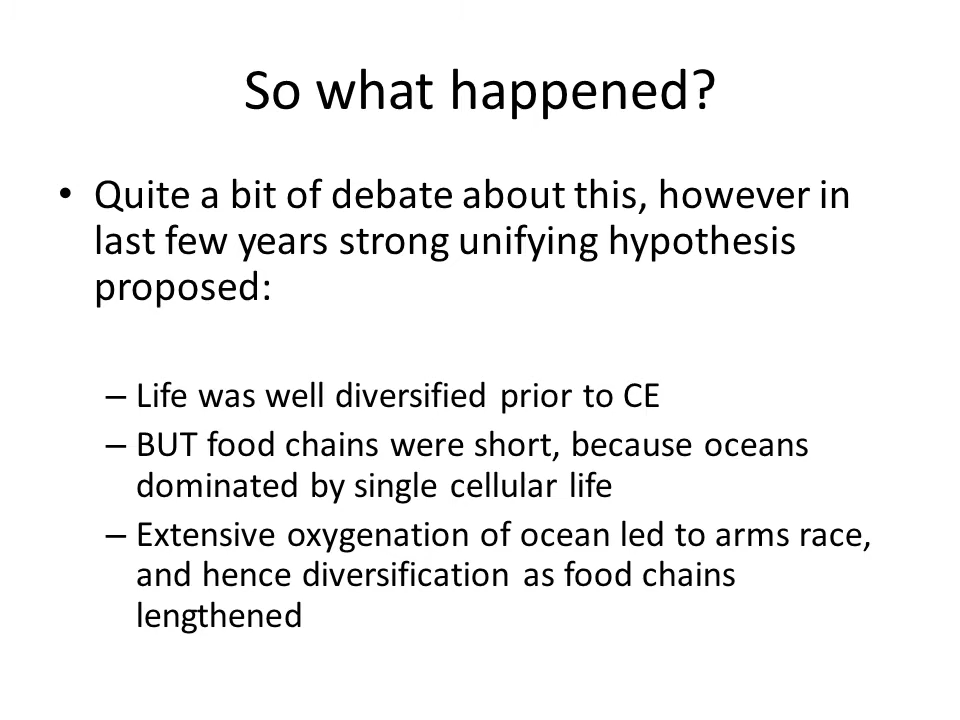 So what happened?
• Quite a bit of debate about this, however in
last few years strong unifying hypothesis
proposed:
– Life was well diversified prior to CE
– BUT food chains were short, because oceans
dominated by single cellular life
– Extensive oxygenation of ocean led to arms race,
and hence diversification as food chains
lengthened